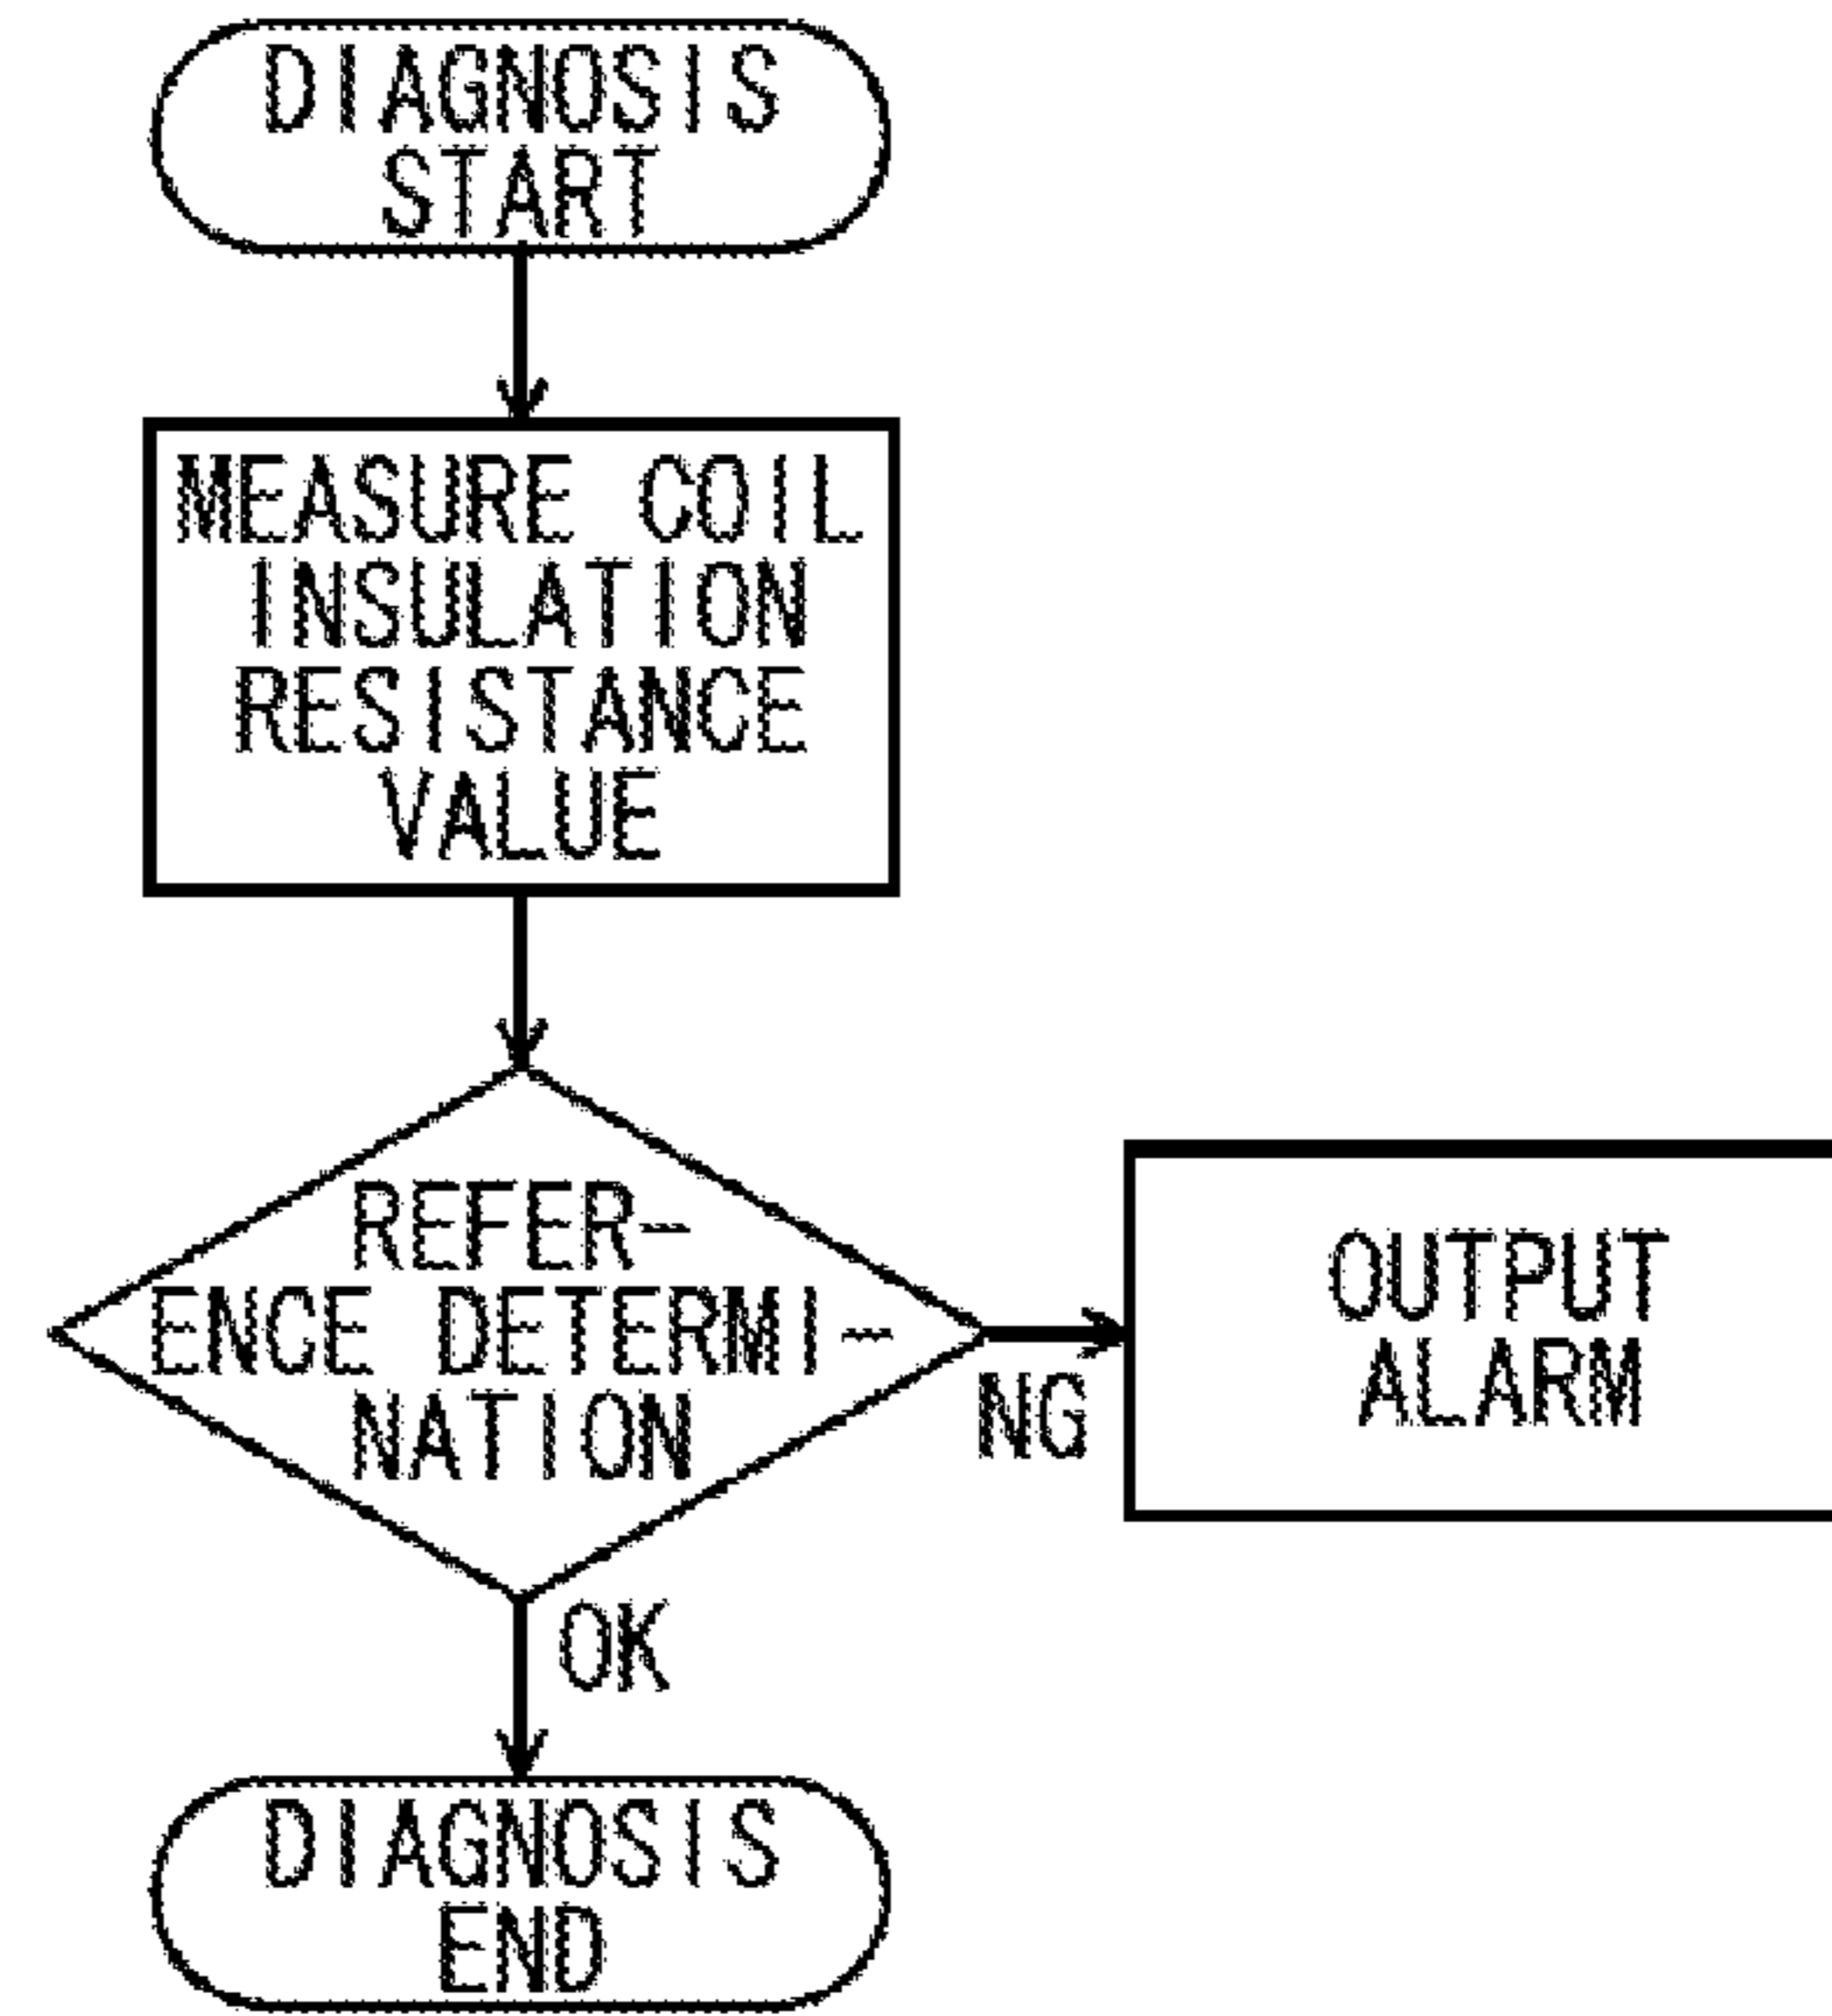 DIAGNOSIS
START
MEASURE COIL
INSULATION
RESISTANCE
VALUE
REFER-
ENCE DETERMI-
NATION
NG
OUTPUT
ALARM
OK
DIAGNOSIS
END